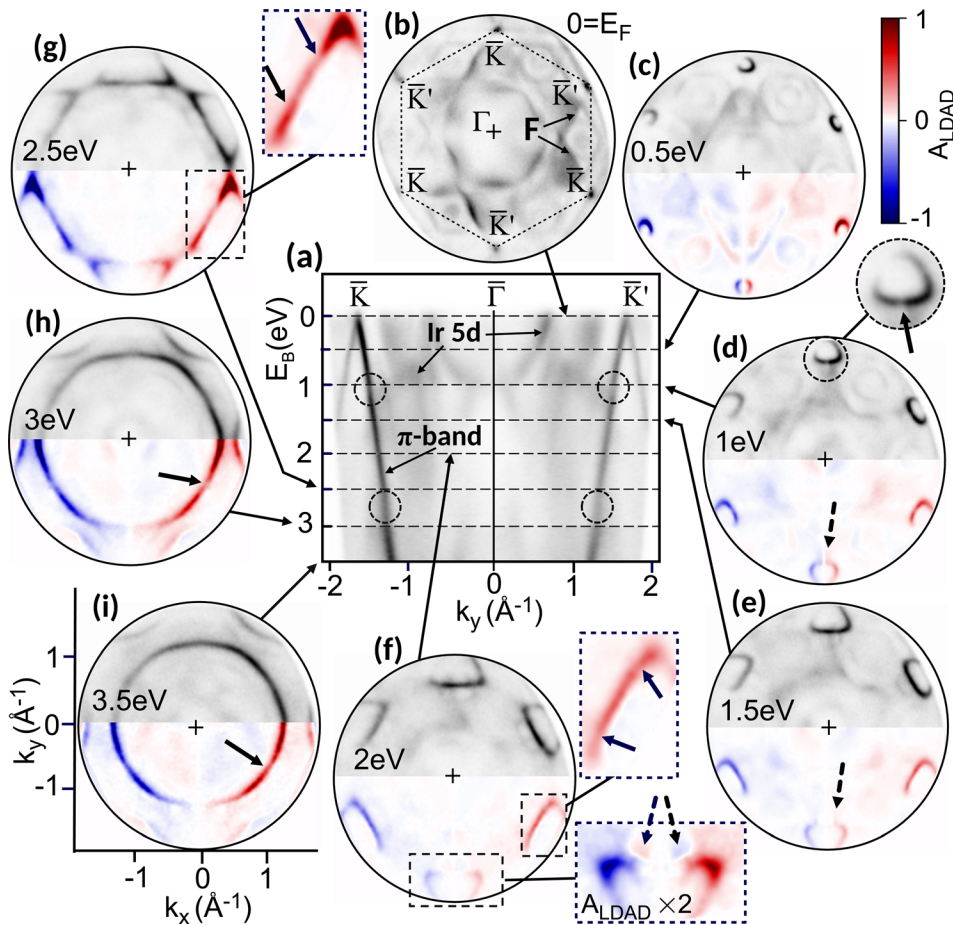 (g)
2.5eV
(b)
0=E_F
K̅
K̅'
K̅'
Γ
F
K̅
K̅
K̅'
(c)
0.5eV
1
0
-1
A_LDAD
(a)
K̅
Γ̅
K̅'
E_B(eV)
0
1
2
3
Ir 5d
π-band
-2
-1
0
1
2
k_y(Å⁻¹)
(h)
3eV
(d)
1eV
(i)
3.5eV
k_y(Å⁻¹)
1
0
-1
-1
0
1
k_x(Å⁻¹)
(f)
2eV
A_LDAD ×2
(e)
1.5eV